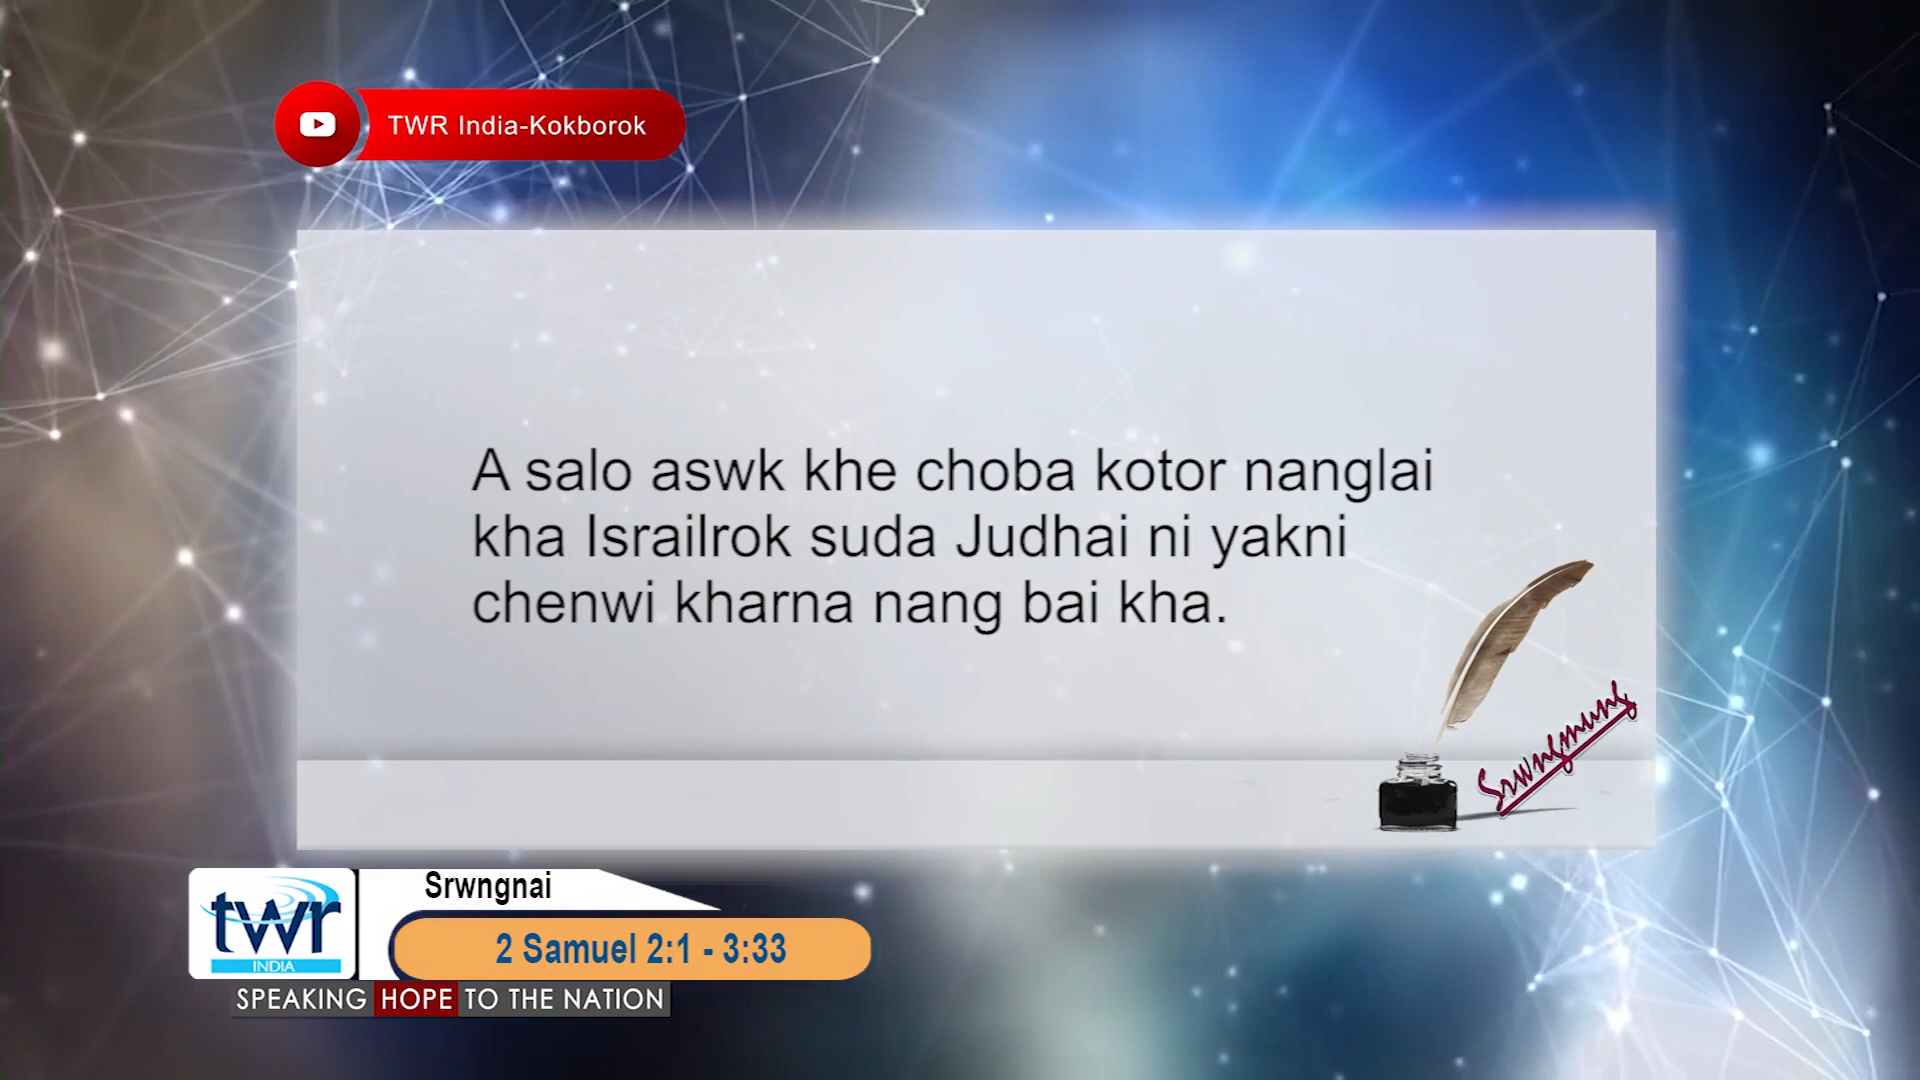 TWR India-Kokborok
A salo aswk khe choba kotor nanglai
kha Israilrok suda Judhai ni yakni
chenwi kharna nang bai kha.
Srwngmung
twr
INDIA
Srwngnai
2 Samuel 2:1 - 3:33
SPEAKING HOPE TO THE NATION